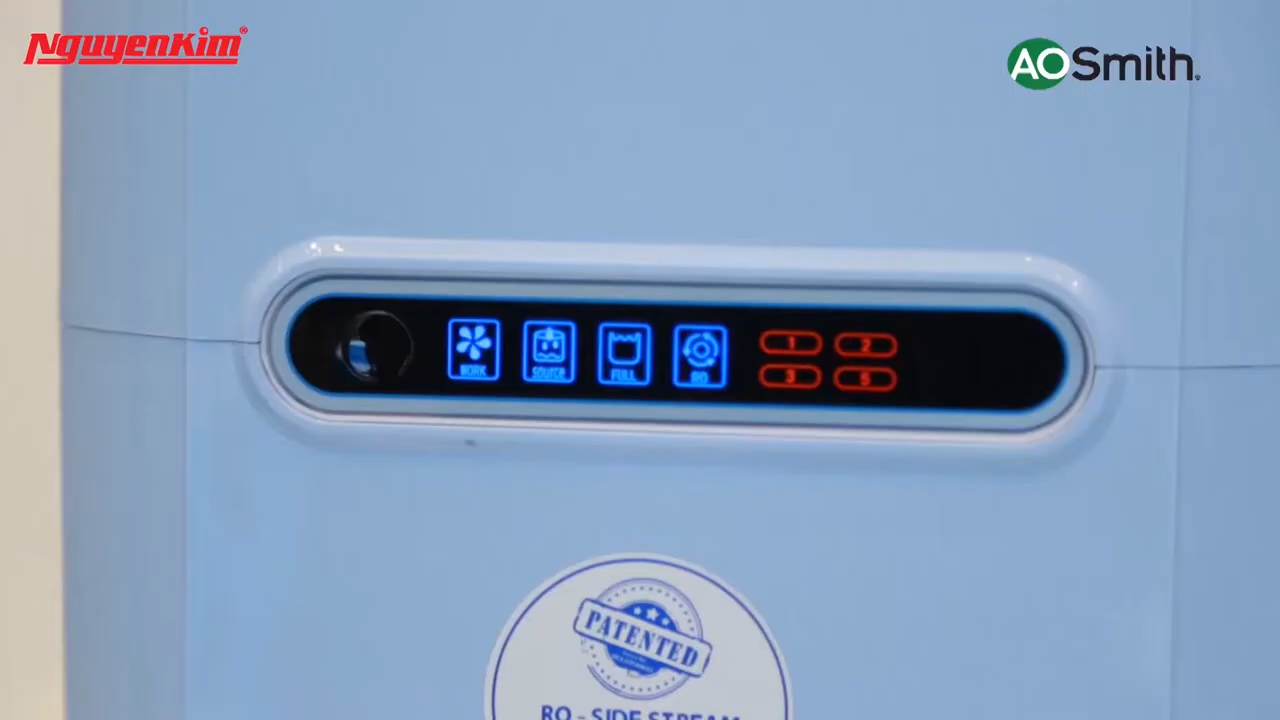 NguyenKim®
AOSmith®
WORK
SOURCE
FULL
RO
1
2
3
5
PATENTED
RO - SIDE STREAM